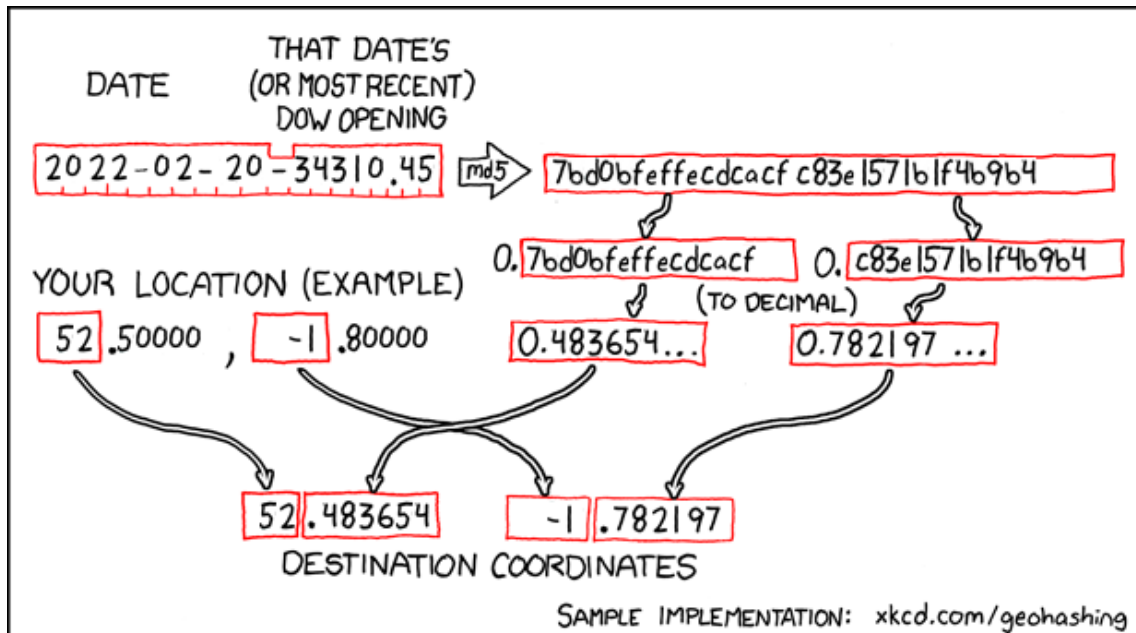 DATE
THAT DATE'S
(OR MOST RECENT)
DOW OPENING
2022-02-20-34310.45
md5
7bd0bfeffecdcacfc83e1571b1f4b9b4
0.7bd0bfeffecdcacf
0.c83e1571b1f4b9b4
(TO DECIMAL)
YOUR LOCATION (EXAMPLE)
52.50000, -1.80000
0.483654...
0.782197...
52.483654
-1.782197
DESTINATION COORDINATES
SAMPLE IMPLEMENTATION: xkcd.com/geohashing